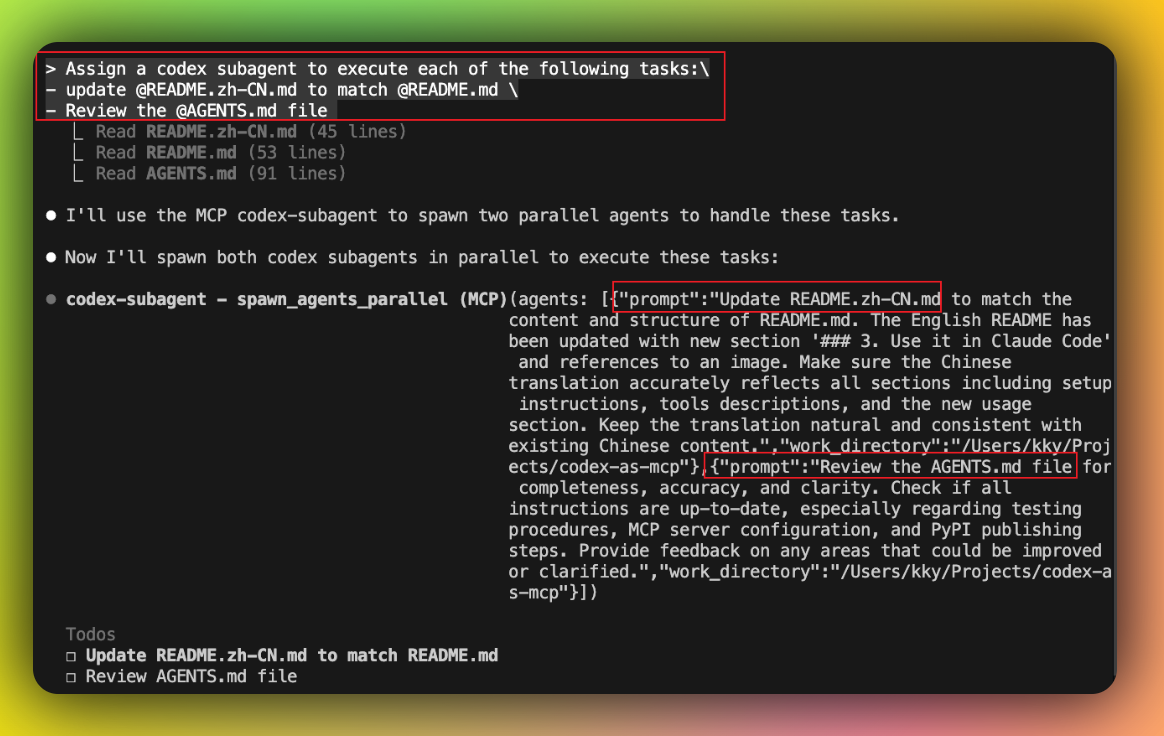 > Assign a codex subagent to execute each of the following tasks:\
- update @README.zh-CN.md to match @README.md \
- Review the @AGENTS.md file
⎿ Read README.zh-CN.md (45 lines)
⎿ Read README.md (53 lines)
⎿ Read AGENTS.md (91 lines)
● I'll use the MCP codex-subagent to spawn two parallel agents to handle these tasks.
● Now I'll spawn both codex subagents in parallel to execute these tasks:
● codex-subagent - spawn_agents_parallel (MCP)(agents: [{"prompt":"Update README.zh-CN.md to match the
content and structure of README.md. The English README has
been updated with new section '### 3. Use it in Claude Code'
and references to an image. Make sure the Chinese
translation accurately reflects all sections including setup
instructions, tools descriptions, and the new usage
section. Keep the translation natural and consistent with
existing Chinese content.","work_directory":"/Users/kky/Proj
ects/codex-as-mcp"},{"prompt":"Review the AGENTS.md file for
completeness, accuracy, and clarity. Check if all
instructions are up-to-date, especially regarding testing
procedures, MCP server configuration, and PyPI publishing
steps. Provide feedback on any areas that could be improved
or clarified.","work_directory":"/Users/kky/Projects/codex-a
s-mcp"}])
Todos
☐ Update README.zh-CN.md to match README.md
☐ Review AGENTS.md file